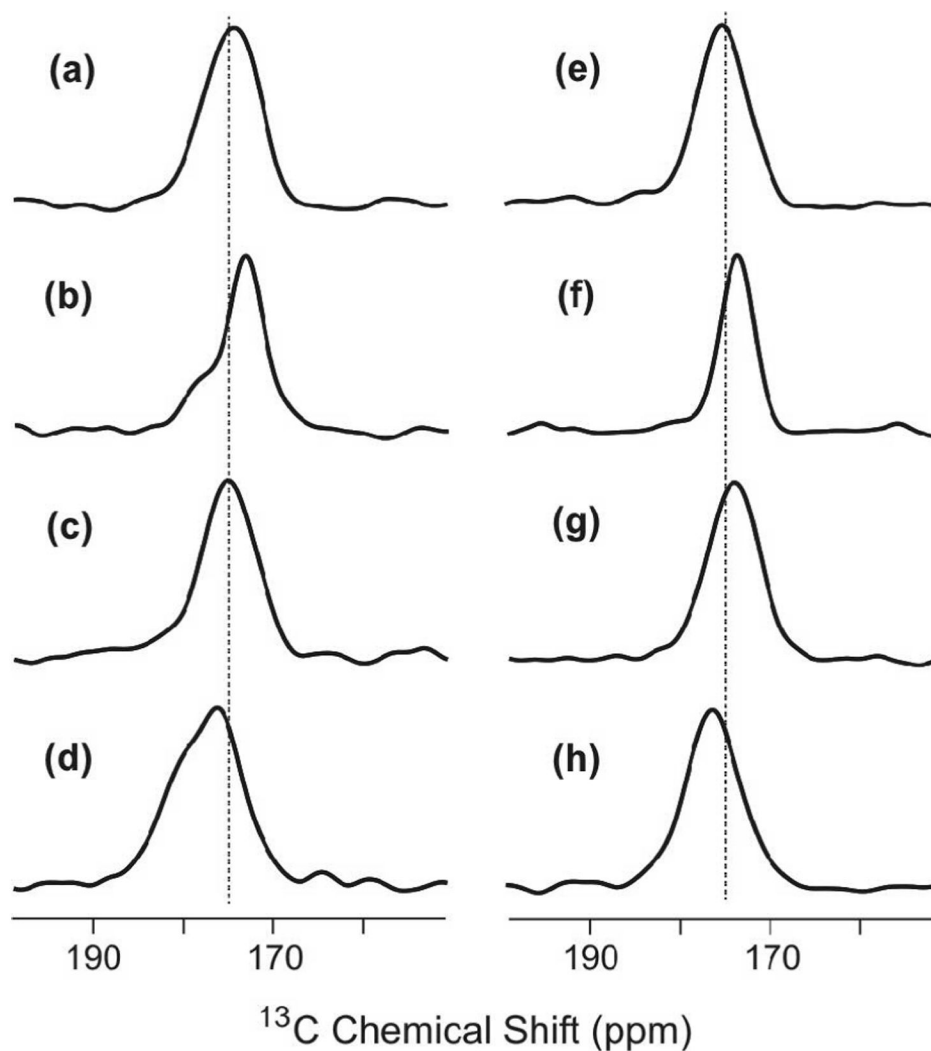 (a) (e)
(b) (f)
(c) (g)
(d) (h)
190 170 190 170
¹³C Chemical Shift (ppm)